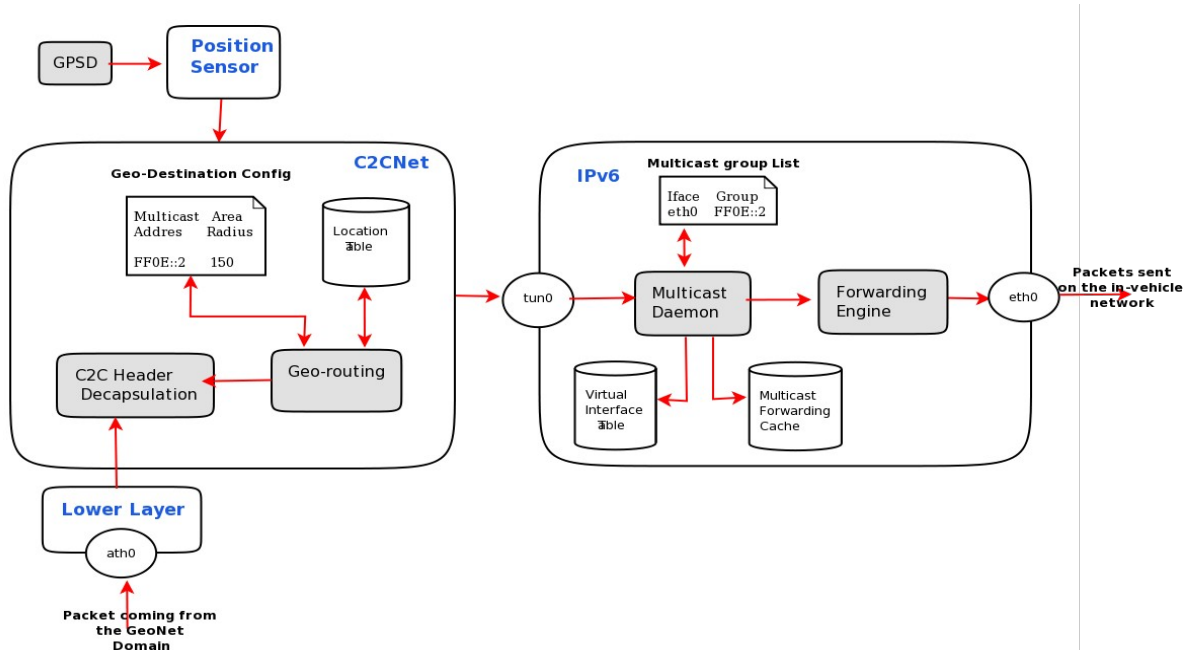 GPSD
Position
Sensor
C2CNet
Geo-Destination Config
Multicast Area
Addres Radius
FF0E::2 150
Location
Table
C2C Header
Decapsulation
Geo-routing
Lower Layer
ath0
Packet coming from
the GeoNet
Domain
IPv6
Multicast group List
Iface Group
eth0 FF0E::2
tun0
Multicast
Daemon
Forwarding
Engine
eth0
Virtual
Interface
Table
Multicast
Forwarding
Cache
Packets sent
on the in-vehicle
network